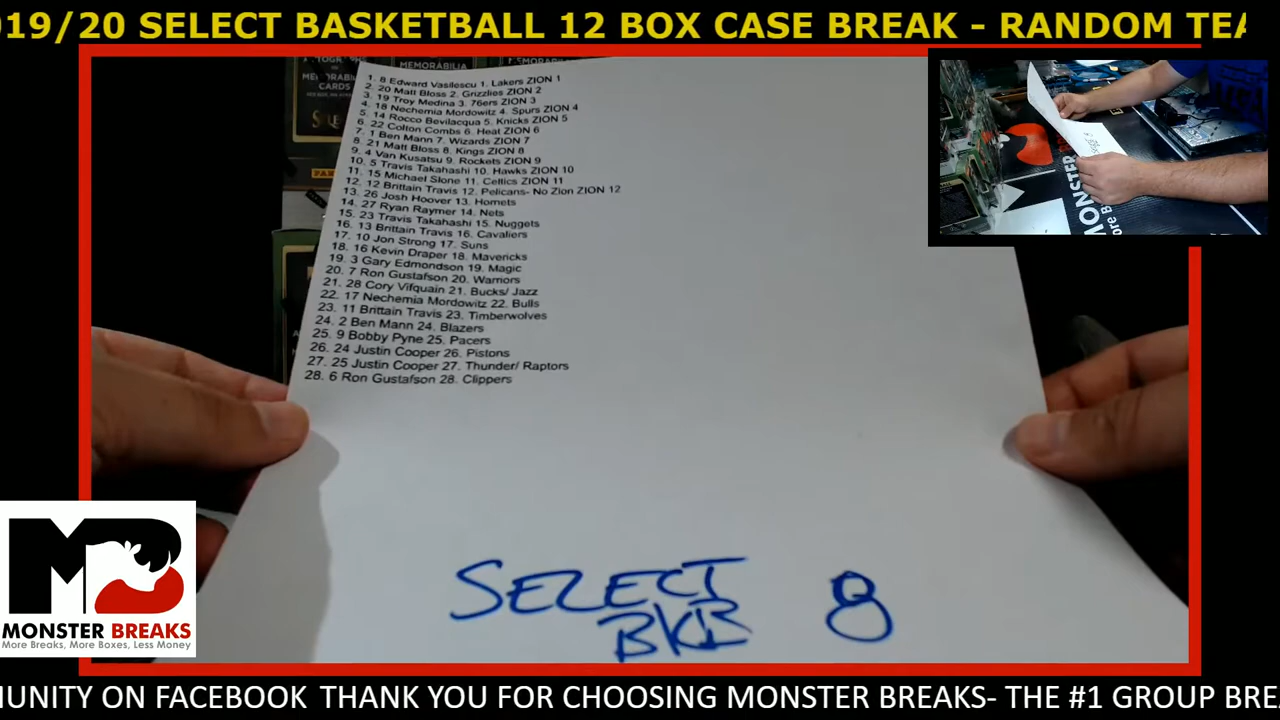 019/20 SELECT BASKETBALL 12 BOX CASE BREAK - RANDOM TEA
MEMORABILIA
CARDS
1. 8 Edward Vasilescu 1. Lakers ZION 1
2. 20 Matt Bloss 2. Grizzlies ZION 2
3. 19 Troy Medina 3. 76ers ZION 3
4. 18 Nechemia Mordowitz 4. Spurs ZION 4
5. 14 Rocco Bevilacqua 5. Knicks ZION 5
6. 22 Colton Combs 6. Heat ZION 6
7. 1 Ben Mann 7. Wizards ZION 7
8. 21 Matt Bloss 8. Kings ZION 8
9. 4 Van Kusatsu 9. Rockets ZION 9
10. 5 Travis Takahashi 10. Hawks ZION 10
11. 15 Michael Slone 11. Celtics ZION 11
12. 12 Brittain Travis 12. Pelicans- No Zion ZION 12
13. 26 Josh Hoover 13. Hornets
14. 27 Ryan Raymer 14. Nets
15. 23 Travis Takahashi 15. Nuggets
16. 13 Brittain Travis 16. Cavaliers
17. 10 Jon Strong 17. Suns
18. 16 Kevin Draper 18. Mavericks
19. 3 Gary Edmondson 19. Magic
20. 7 Ron Gustafson 20. Warriors
21. 28 Cory Vifquain 21. Bucks/ Jazz
22. 17 Nechemia Mordowitz 22. Bulls
23. 11 Brittain Travis 23. Timberwolves
24. 2 Ben Mann 24. Blazers
25. 9 Bobby Pyne 25. Pacers
26. 24 Justin Cooper 26. Pistons
27. 25 Justin Cooper 27. Thunder/ Raptors
28. 6 Ron Gustafson 28. Clippers
SELECT 8
BKB
MB
MONSTER BREAKS
More Breaks, More Boxes, Less Money
MUNITY ON FACEBOOK THANK YOU FOR CHOOSING MONSTER BREAKS- THE #1 GROUP BREA